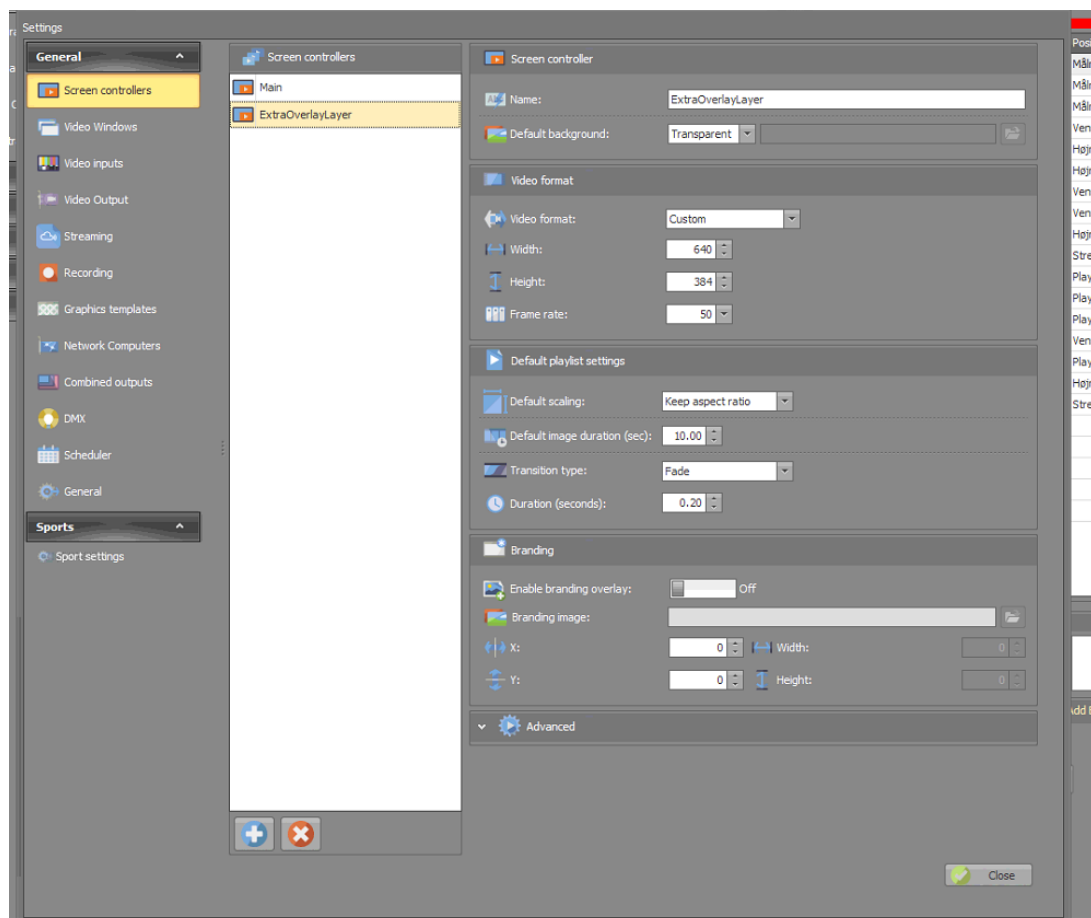 Settings
General
Screen controllers
Video Windows
Video inputs
Video Output
Streaming
Recording
Graphics templates
Network Computers
Combined outputs
DMX
Scheduler
General
Sports
Sport settings
Screen controllers
Main
ExtraOverlayLayer
Screen controller
Name: ExtraOverlayLayer
Default background: Transparent
Video format
Video format: Custom
Width: 640
Height: 384
Frame rate: 50
Default playlist settings
Default scaling: Keep aspect ratio
Default image duration (sec): 10.00
Transition type: Fade
Duration (seconds): 0.20
Branding
Enable branding overlay: Off
Branding image:
X: 0 Width: 0
Y: 0 Height: 0
Advanced
Close
Pos
Mål
Mål
Mål
Ven
Høj
Høj
Ven
Ven
Høj
Stre
Play
Play
Play
Ven
Play
Høj
Stre